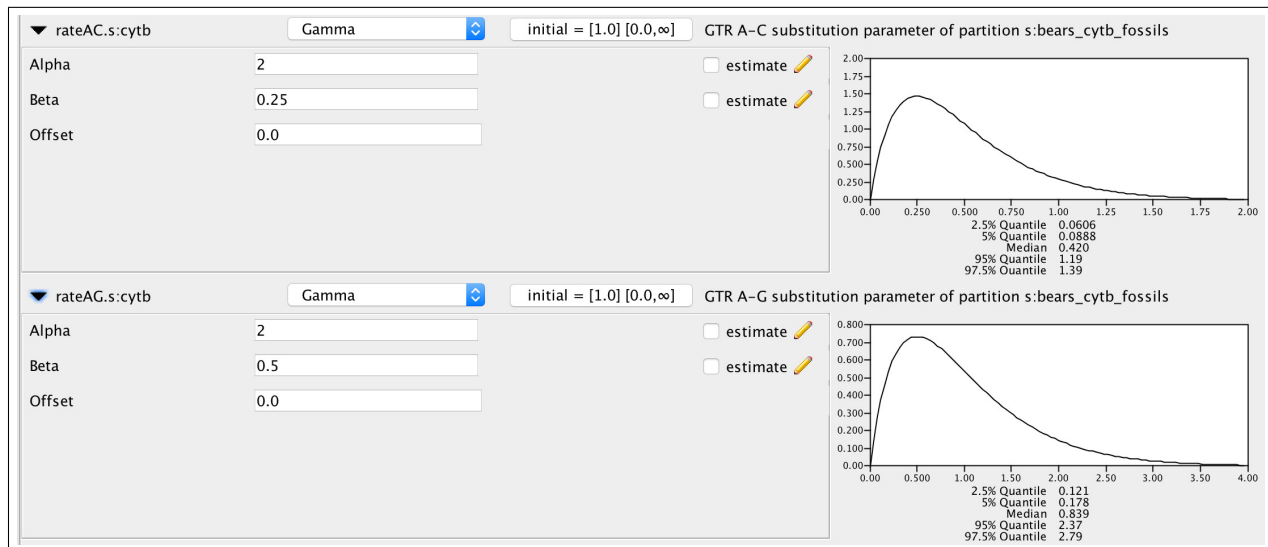 rateAC.s:cytb Gamma initial = [1.0] [0.0,∞] GTR A-C substitution parameter of partition s:bears_cytb_fossils
Alpha 2 estimate
Beta 0.25 estimate
Offset 0.0
2.00
1.75
1.50
1.25
1.00
0.750
0.500
0.250
0.00
0.00 0.250 0.500 0.750 1.00 1.25 1.50 1.75 2.00
2.5% Quantile 0.0606
5% Quantile 0.0888
Median 0.420
95% Quantile 1.19
97.5% Quantile 1.39
rateAG.s:cytb Gamma initial = [1.0] [0.0,∞] GTR A-G substitution parameter of partition s:bears_cytb_fossils
Alpha 2 estimate
Beta 0.5 estimate
Offset 0.0
0.800
0.700
0.600
0.500
0.400
0.300
0.200
0.100
0.00
0.00 0.500 1.00 1.50 2.00 2.50 3.00 3.50 4.00
2.5% Quantile 0.121
5% Quantile 0.178
Median 0.839
95% Quantile 2.37
97.5% Quantile 2.79